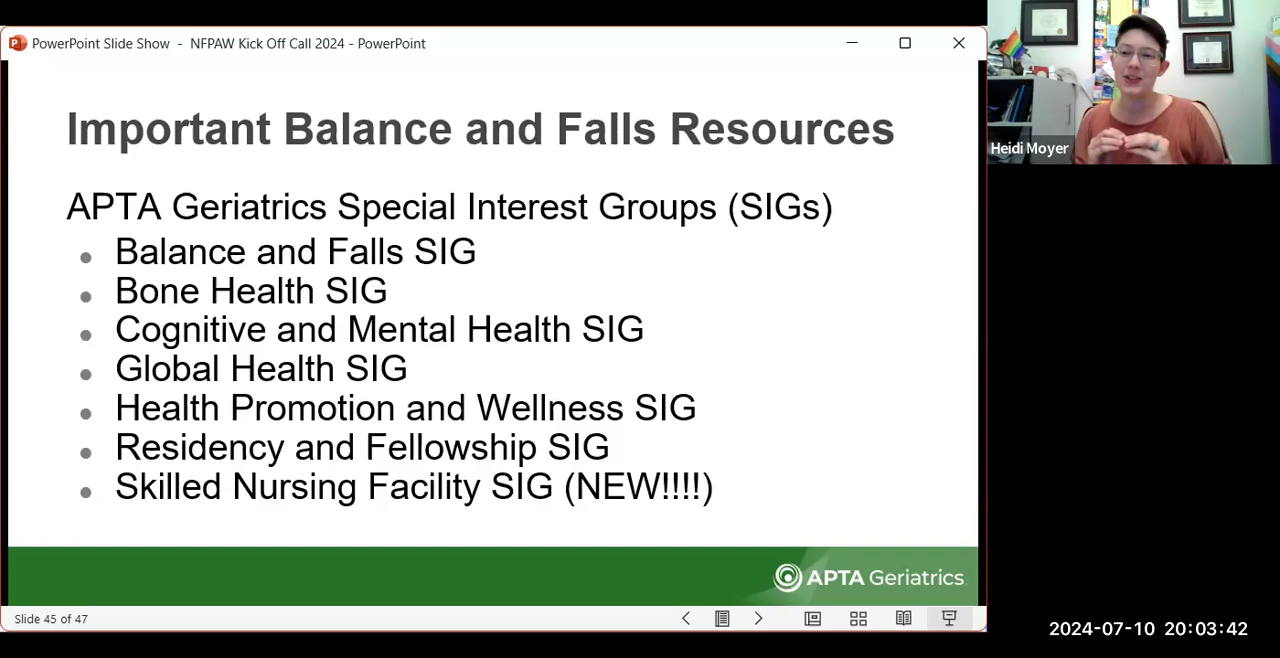 PowerPoint Slide Show - NFPAW Kick Off Call 2024 - PowerPoint
Heidi Moyer
Important Balance and Falls Resources
APTA Geriatrics Special Interest Groups (SIGs)
Balance and Falls SIG
Bone Health SIG
Cognitive and Mental Health SIG
Global Health SIG
Health Promotion and Wellness SIG
Residency and Fellowship SIG
Skilled Nursing Facility SIG (NEW!!!!)
APTA Geriatrics
Slide 45 of 47
2024-07-10 20:03:42